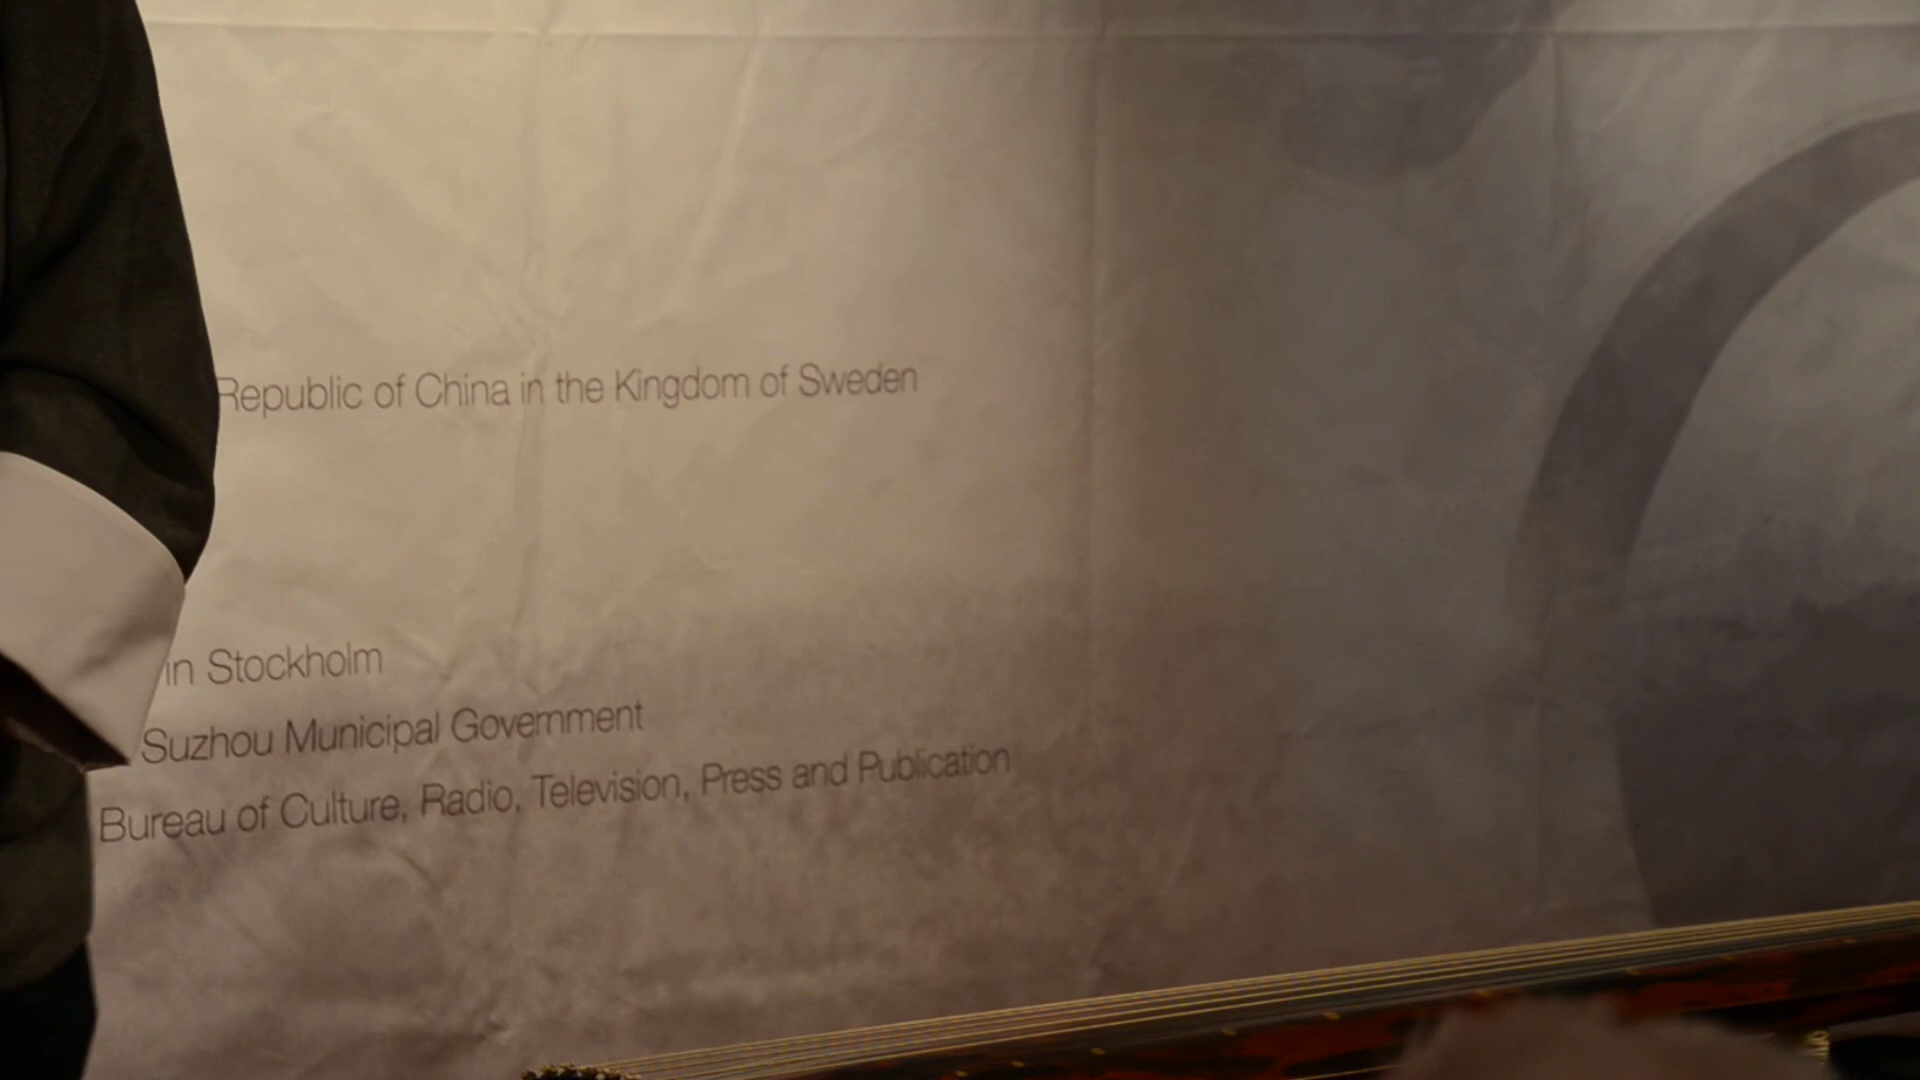 Republic of China in the Kingdom of Sweden
in Stockholm
Suzhou Municipal Government
Bureau of Culture, Radio, Television, Press and Publication